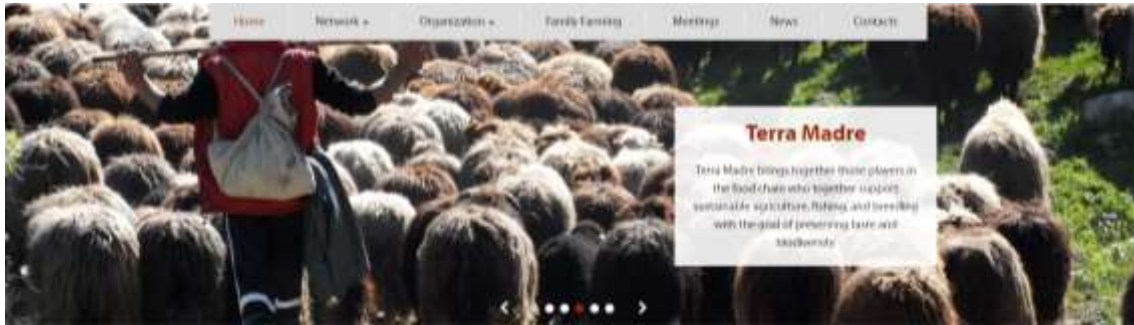 Home Network Organization Family Farming Meetings News Contacts
Terra Madre
Terra Madre brings together those players in
the food chain who together support
sustainable agriculture, fishing, and breeding
with the goal of preserving taste and
biodiversity